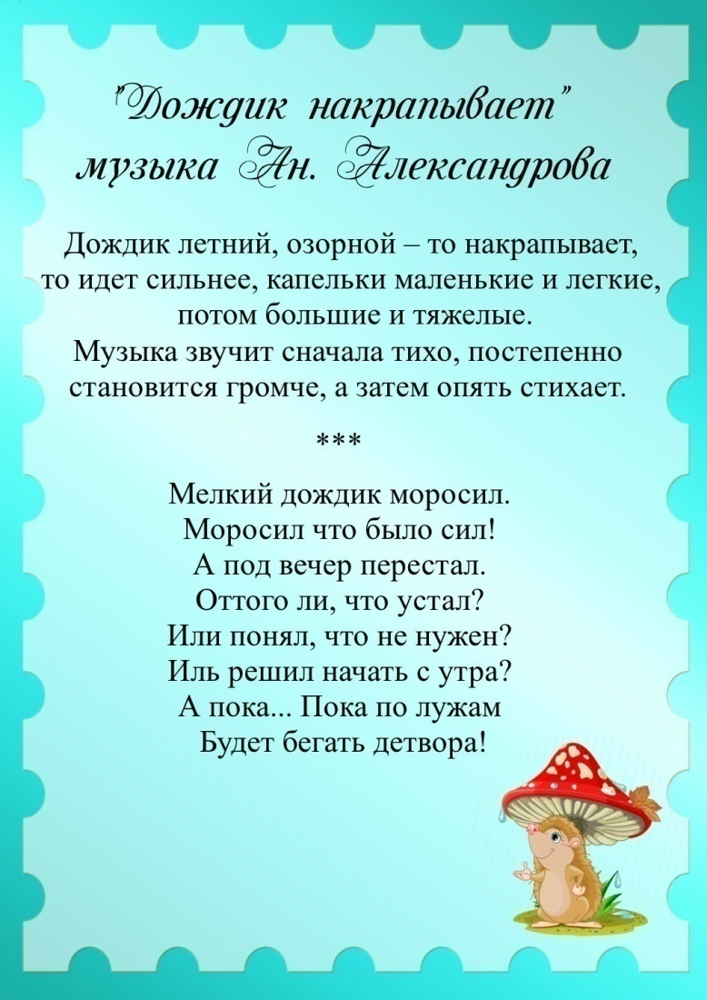 "Дождик накрапывает"
музыка Ан. Александрова
Дождик летний, озорной – то накрапывает,
то идет сильнее, капельки маленькие и легкие,
потом большие и тяжелые.
Музыка звучит сначала тихо, постепенно
становится громче, а затем опять стихает.
***
Мелкий дождик моросил.
Моросил что было сил!
А под вечер перестал.
Оттого ли, что устал?
Или понял, что не нужен?
Иль решил начать с утра?
А пока... Пока по лужам
Будет бегать детвора!